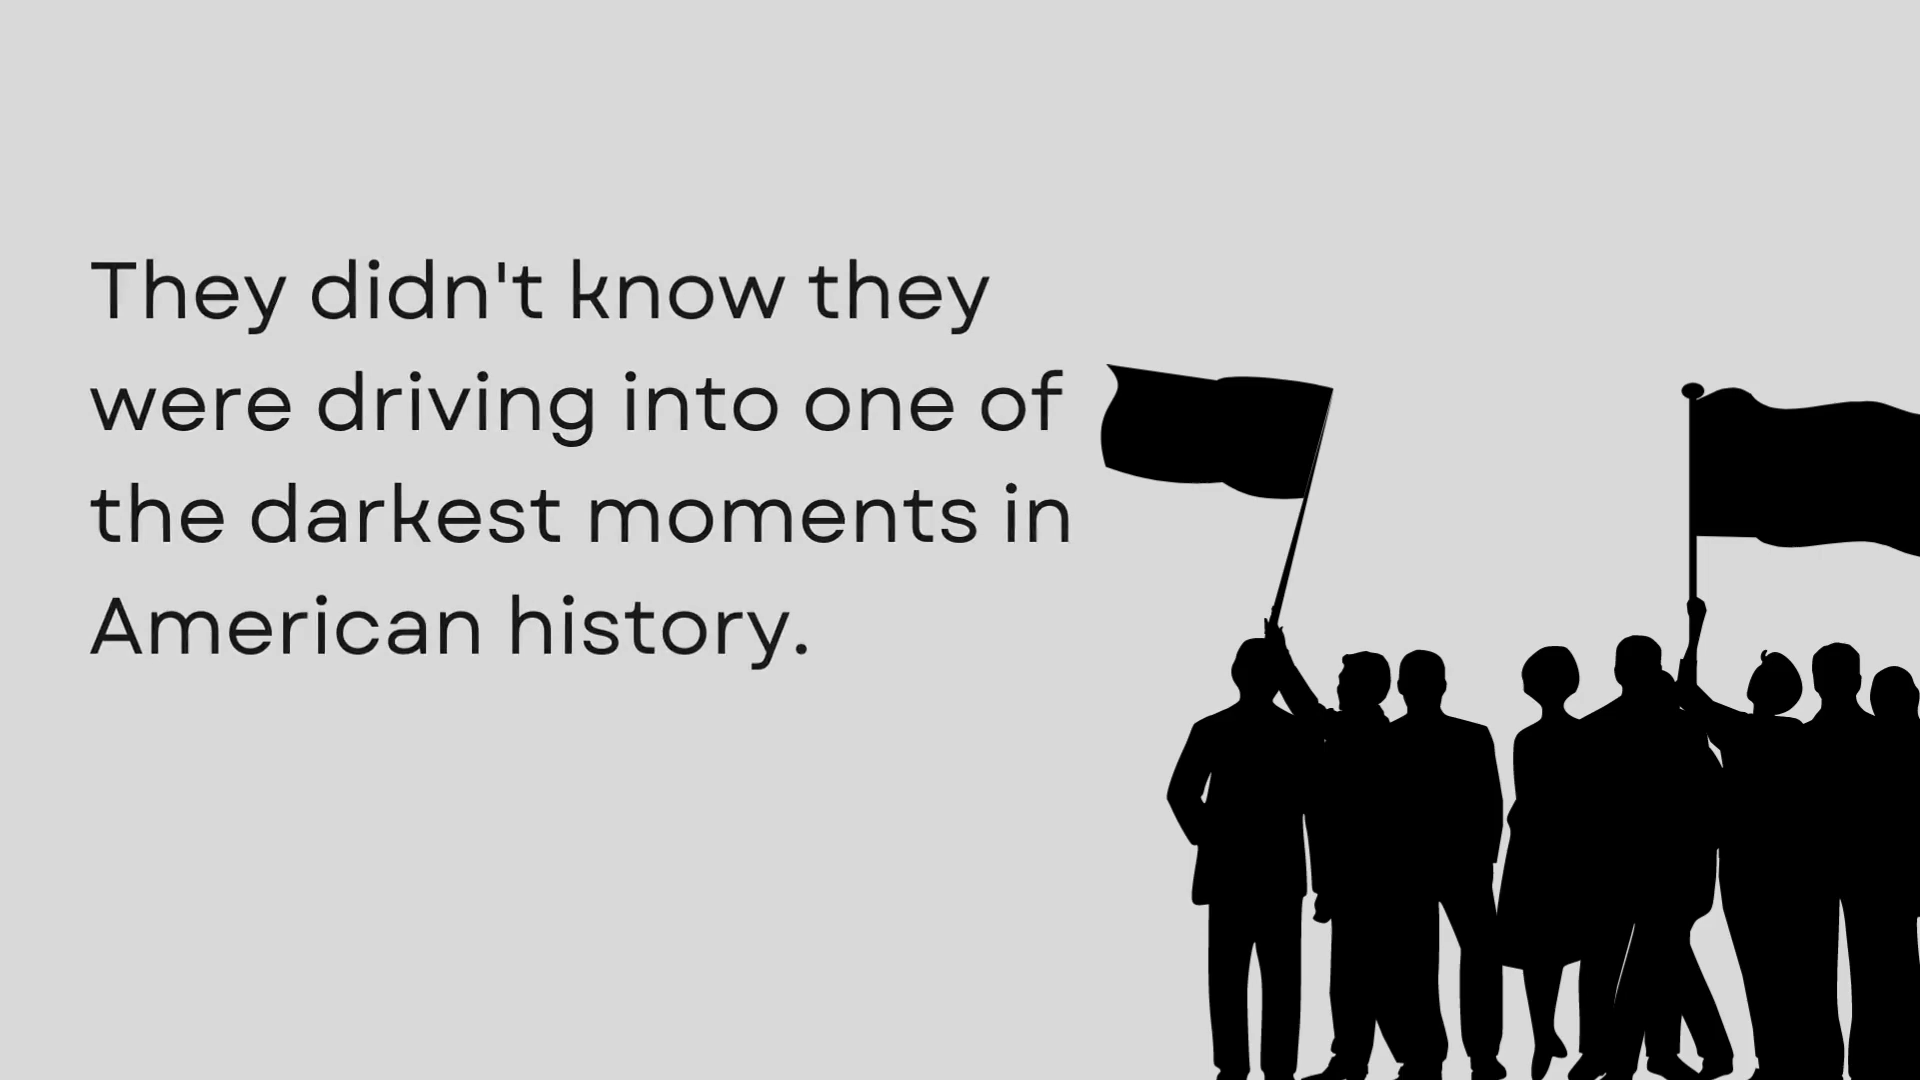 They didn't know they
were driving into one of
the darkest moments in
American history.